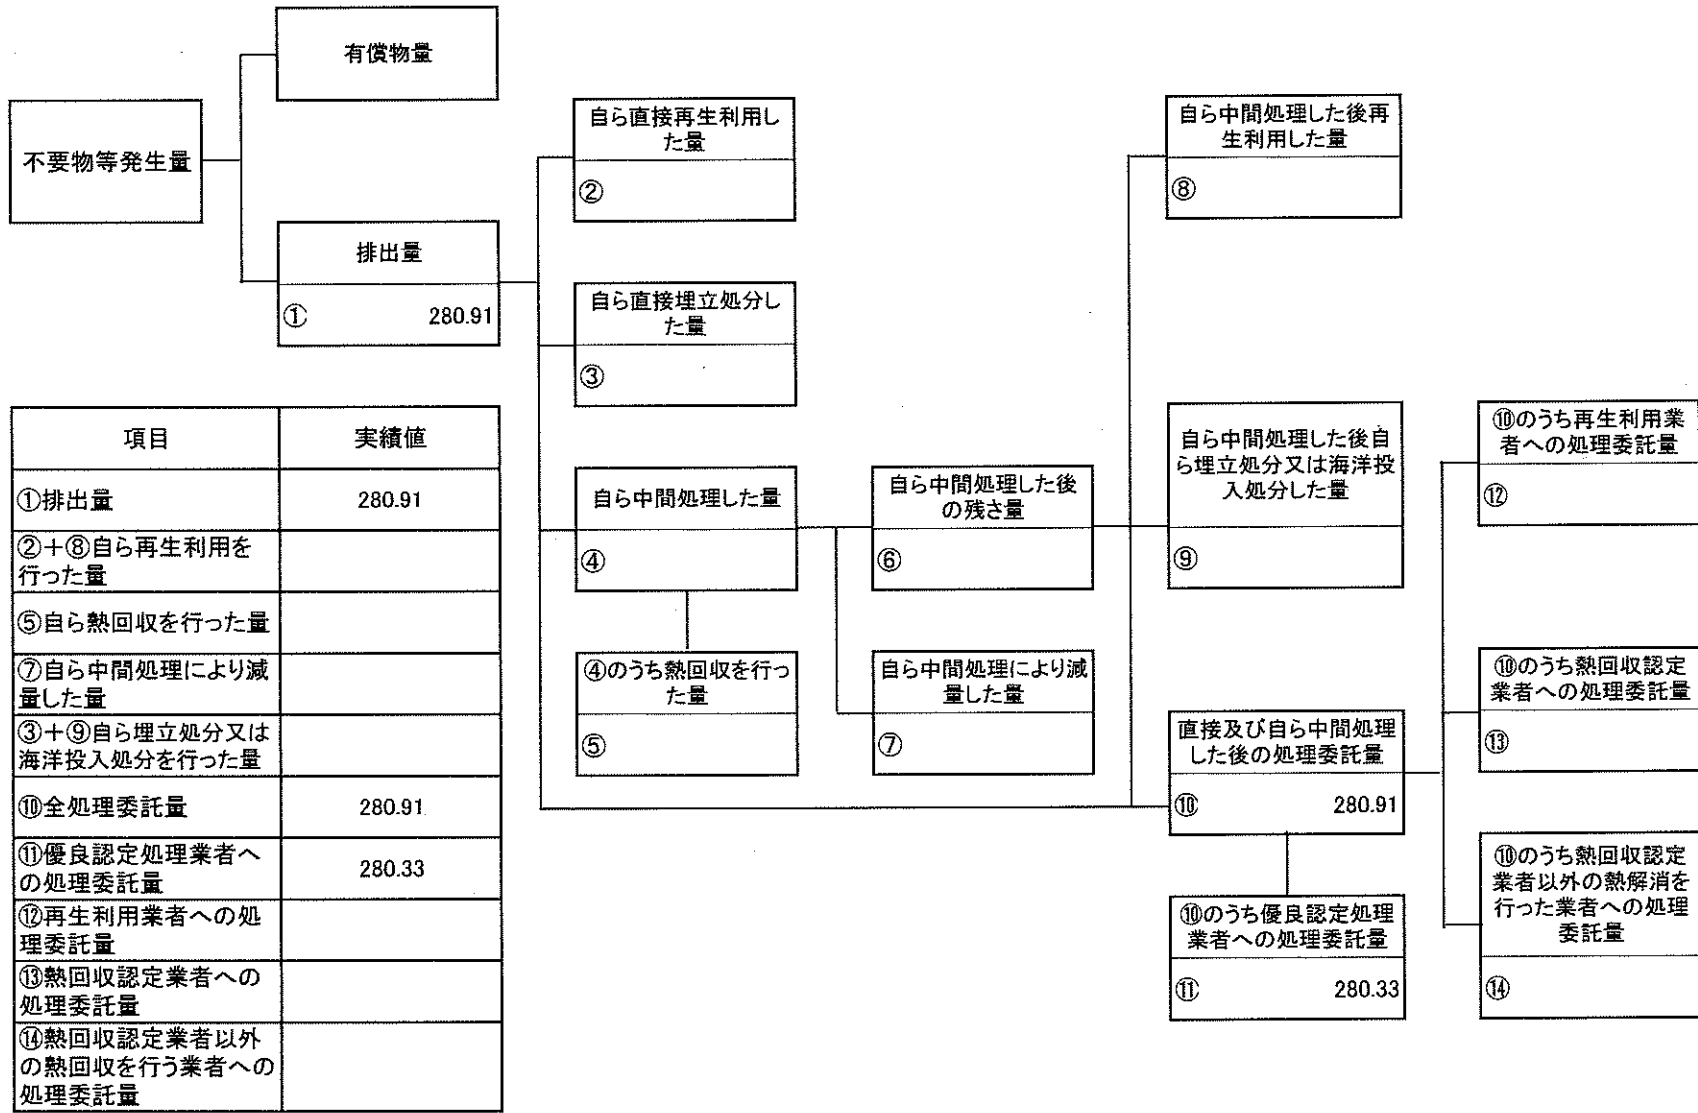 有償物量
不要物等発生量
排出量
①
280.91
自ら直接再生利用し
た量
②
自ら直接埋立処分し
た量
③
自ら中間処理した量
④
④のうち熱回収を行っ
た量
⑤
自ら中間処理した後
の残さ量
⑥
自ら中間処理により減
量した量
⑦
自ら中間処理した後再
生利用した量
⑧
自ら中間処理した後自
ら埋立処分又は海洋投
入処分した量
⑨
直接及び自ら中間処理
した後の処理委託量
⑩
280.91
⑩のうち優良認定処理
業者への処理委託量
⑪
280.33
⑩のうち再生利用業
者への処理委託量
⑫
⑩のうち熱回収認定
業者への処理委託量
⑬
⑩のうち熱回収認定
業者以外の熱解消を
行った業者への処理
委託量
⑭
項目
実績値
①排出量
280.91
②＋⑧自ら再生利用を
行った量
⑤自ら熱回収を行った量
⑦自ら中間処理により減
量した量
③＋⑨自ら埋立処分又は
海洋投入処分を行った量
⑩全処理委託量
280.91
⑪優良認定処理業者へ
の処理委託量
280.33
⑫再生利用業者への処
理委託量
⑬熱回収認定業者への
処理委託量
⑭熱回収認定業者以外
の熱回収を行う業者への
処理委託量